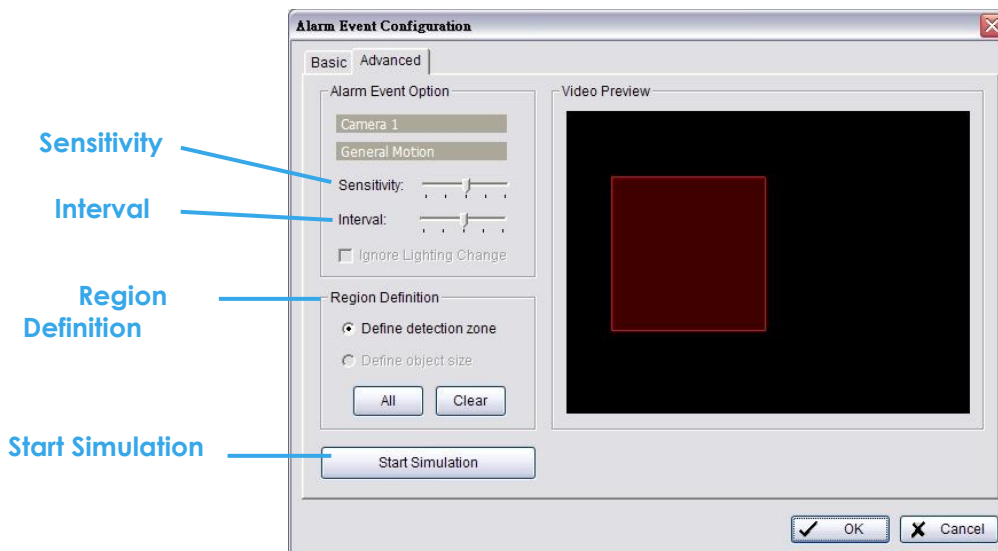 Alarm Event Configuration
Basic
Advanced
Alarm Event Option
Camera 1
General Motion
Sensitivity:
Interval:
Ignore Lighting Change
Region Definition
Define detection zone
Define object size
All
Clear
Start Simulation
Video Preview
OK
Cancel
Sensitivity
Interval
Region
Definition
Start Simulation